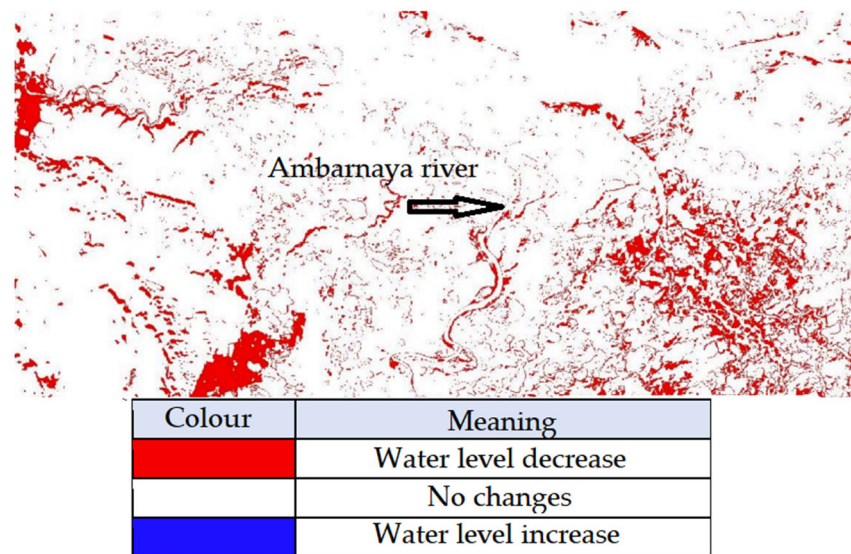 Ambarnaya river
Colour Meaning
Water level decrease
No changes
Water level increase